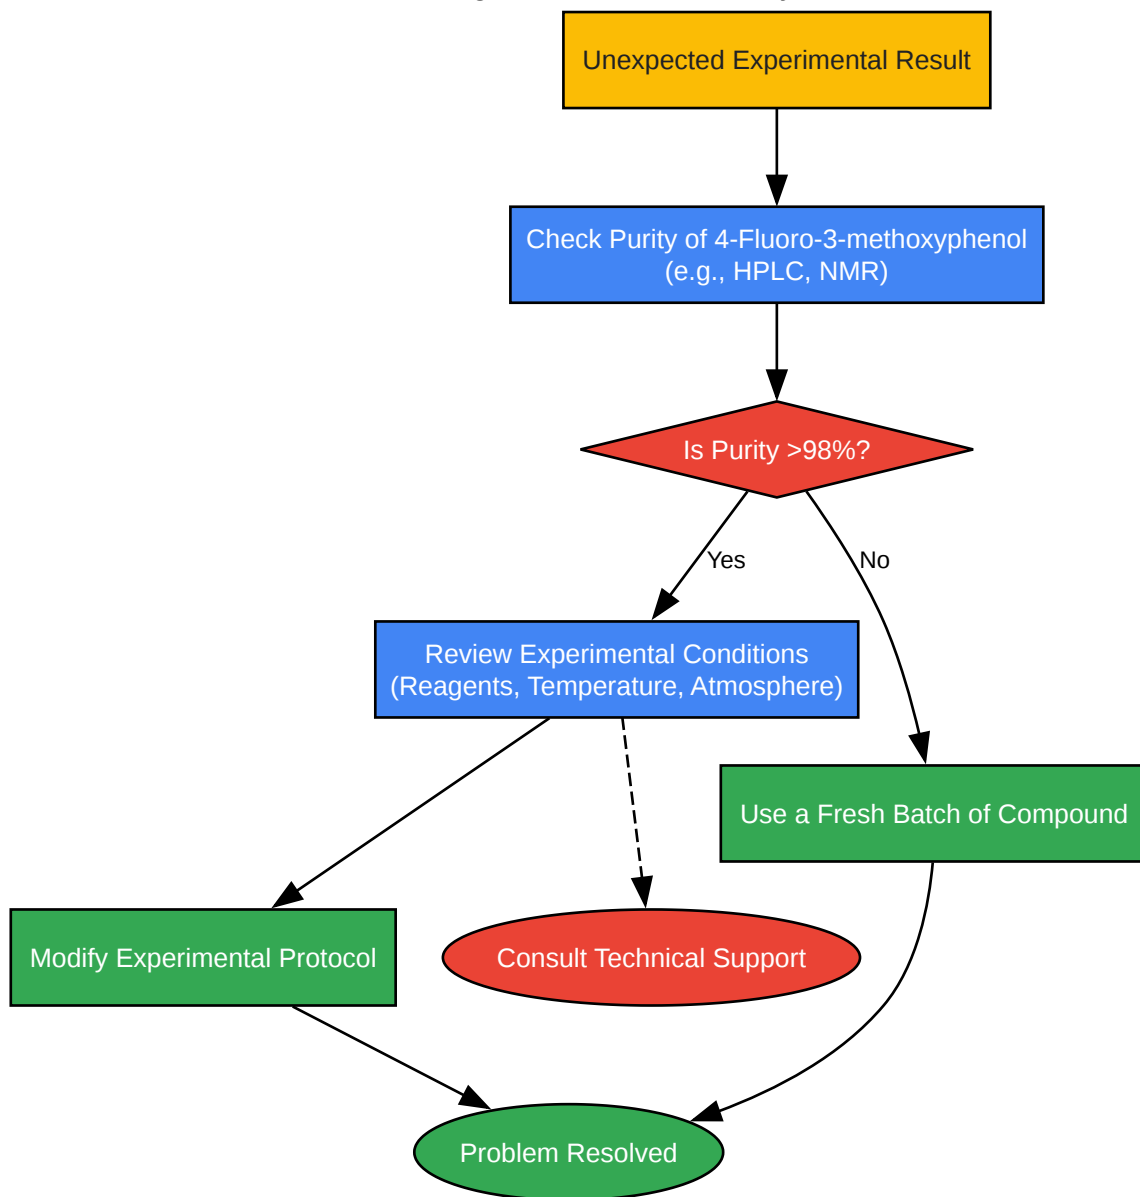 Unexpected Experimental Result
Check Purity of 4-Fluoro-3-methoxyphenol
(e.g., HPLC, NMR)
Is Purity >98%?
Yes
No
Review Experimental Conditions
(Reagents, Temperature, Atmosphere)
Use a Fresh Batch of Compound
Modify Experimental Protocol
Consult Technical Support
Problem Resolved